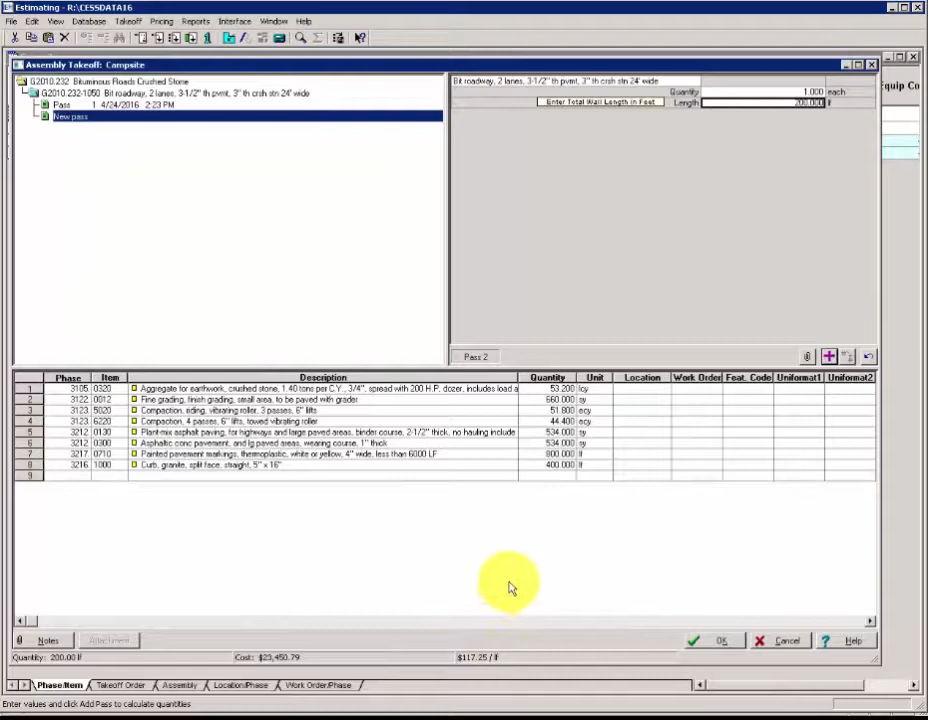 Estimating - R:\CESSDATA16
File Edit View Database Takeoff Pricing Reports Interface Window Help
Assembly Takeoff: Campsite
G2010.232 Bituminous Roads Crushed Stone
G2010.232-1050 Bit roadway, 2 lanes, 3-1/2" th pvmt, 3" th crsh stn 24' wide
Pass 1 4/24/2016 2:23 PM
New pass
Bit roadway, 2 lanes, 3-1/2" th pvmt, 3" th crsh stn 24' wide
Quantity 1.000 each
Enter Total Wall Length in Feet Length 200.000 lf
quip Co
Pass 2
Phase Item Description Quantity Unit Location Work Order Feat. Code Uniformat1 Uniformat2
1 3105 0320 Aggregate for earthwork, crushed stone, 1.40 tons per C.Y., 3/4", spread with 200 H.P. dozer, includes load a 53.200 lcy
2 3122 0012 Fine grading, finish grading, small area, to be paved with grader 660.000 sy
3 3123 5020 Compaction, riding, vibrating roller, 3 passes, 6" lifts 51.800 ecy
4 3123 6220 Compaction, 4 passes, 6" lifts, towed vibrating roller 44.400 ecy
5 3212 0130 Plant-mix asphalt paving, for highways and large paved areas, binder course, 2-1/2" thick, no hauling include 534.000 sy
6 3212 0300 Asphaltic conc pavement, and lg paved areas, wearing course, 1" thick 534.000 sy
7 3217 0710 Painted pavement markings, thermoplastic, white or yellow, 4" wide, less than 6000 LF 800.000 lf
8 3216 1000 Curb, granite, split face, straight, 5" x 16" 400.000 lf
9
Notes Attachment... OK Cancel Help
Quantity: 200.00 lf Cost: $23,450.79 $117.25 / lf
Phase/Item Takeoff Order Assembly Location/Phase Work Order/Phase
Enter values and click Add Pass to calculate quantities